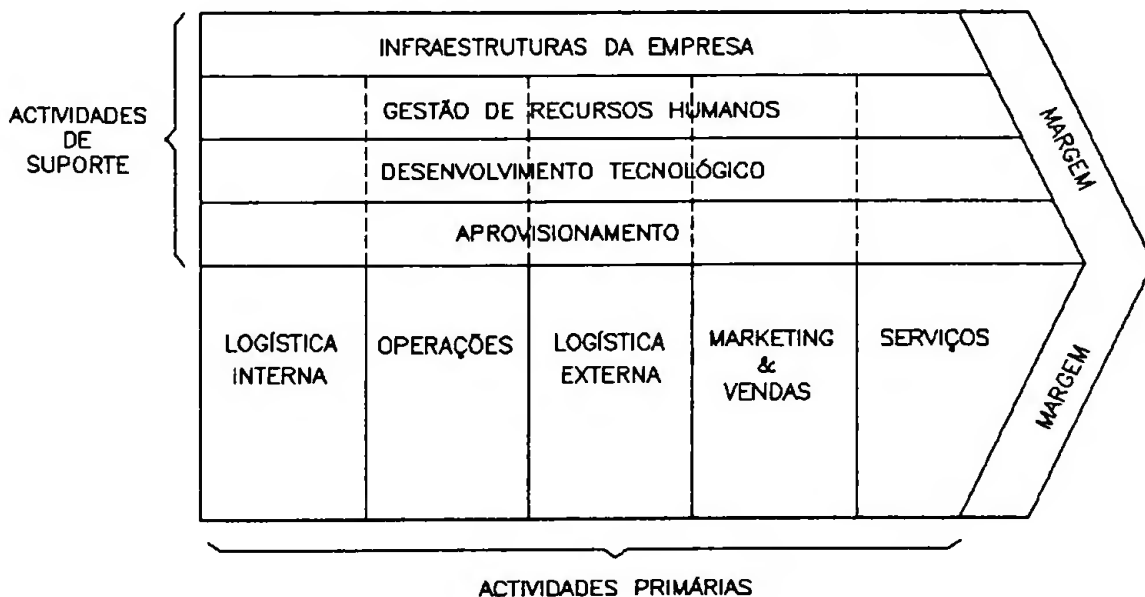 INFRAESTRUTURAS DA EMPRESA
ACTIVIDADES
DE
SUPORTE
GESTÃO DE RECURSOS HUMANOS
DESENVOLVIMENTO TECNOLÓGICO
APROVISIONAMENTO
MARGEM
LOGÍSTICA
INTERNA
OPERAÇÕES
LOGÍSTICA
EXTERNA
MARKETING
&
VENDAS
SERVIÇOS
MARGEM
ACTIVIDADES PRIMÁRIAS